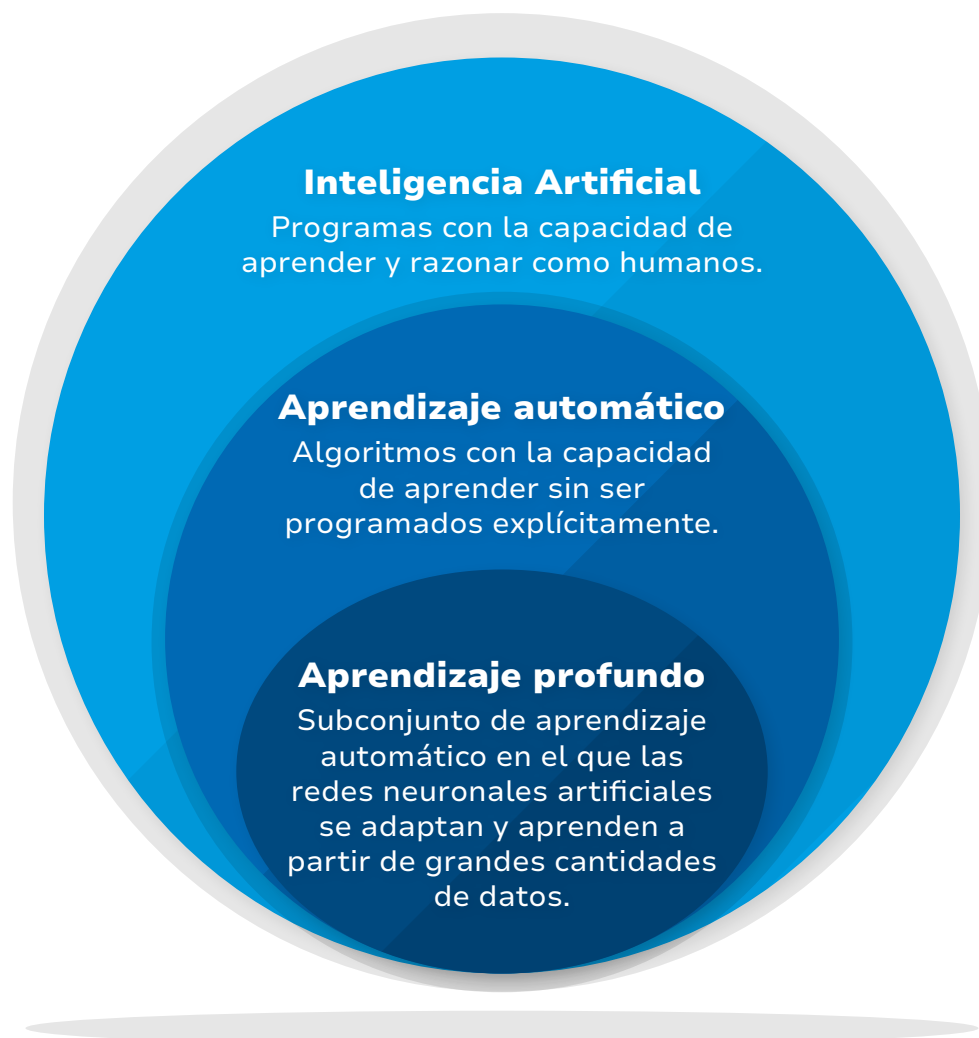 Inteligencia Artificial
Programas con la capacidad de
aprender y razonar como humanos.
Aprendizaje automático
Algoritmos con la capacidad
de aprender sin ser
programados explícitamente.
Aprendizaje profundo
Subconjunto de aprendizaje
automático en el que las
redes neuronales artificiales
se adaptan y aprenden a
partir de grandes cantidades
de datos.